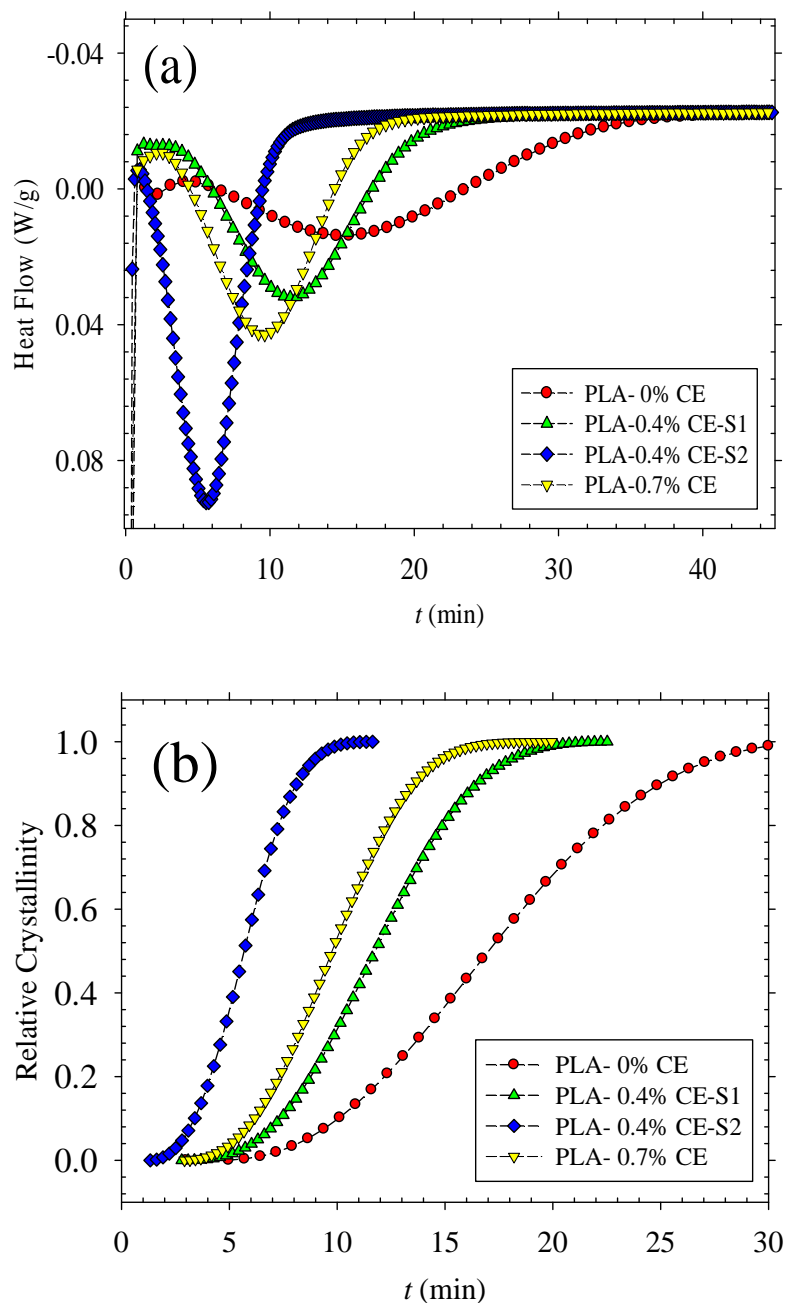 (a)
-0.04
0.00
0.04
0.08
Heat Flow (W/g)
PLA- 0% CE
PLA-0.4% CE-S1
PLA-0.4% CE-S2
PLA-0.7% CE
0 10 20 30 40
t (min)
(b)
1.0
0.8
0.6
0.4
0.2
0.0
Relative Crystallinity
PLA- 0% CE
PLA- 0.4% CE-S1
PLA- 0.4% CE-S2
PLA- 0.7% CE
0 5 10 15 20 25 30
t (min)